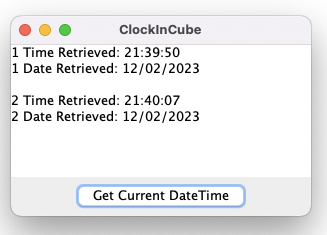 ClockInCube
1 Time Retrieved: 21:39:50
1 Date Retrieved: 12/02/2023
2 Time Retrieved: 21:40:07
2 Date Retrieved: 12/02/2023
Get Current DateTime